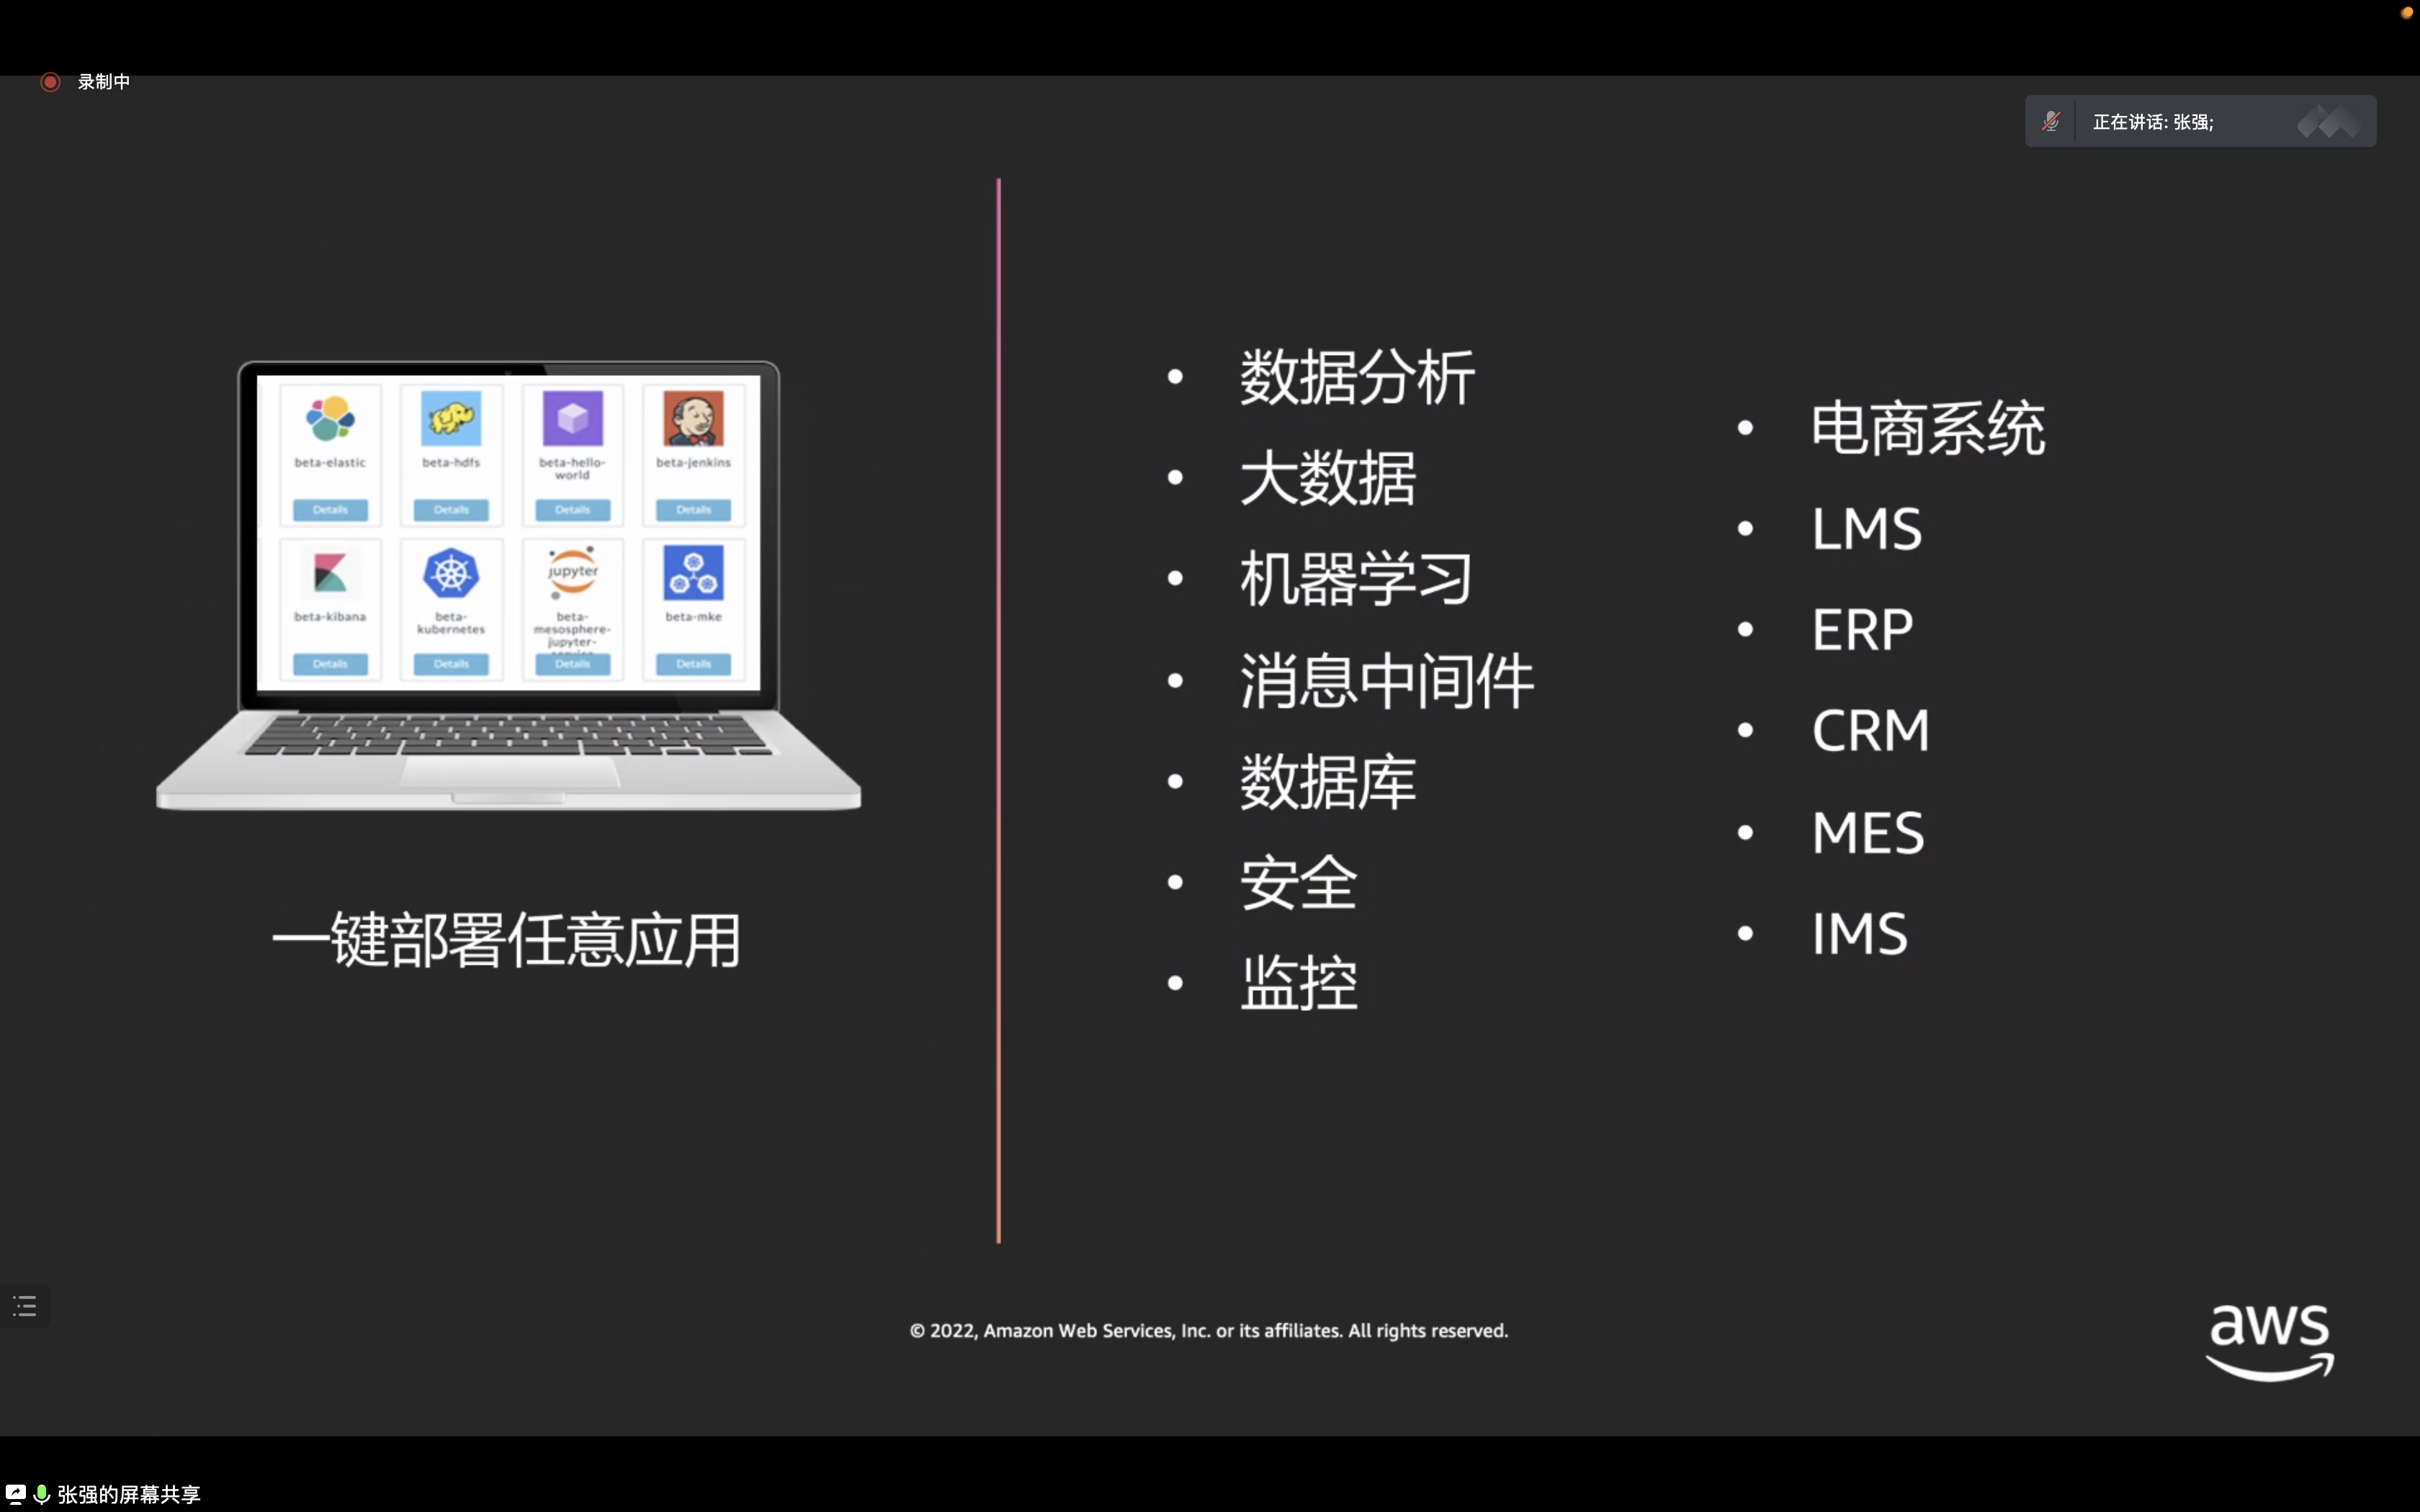 录制中
正在讲话: 张强;
beta-elastic
beta-hdfs
beta-hello-
world
beta-jenkins
Details
Details
Details
Details
jupyter
beta-kibana
beta-
kubernetes
beta-
mesosphere-
jupyter-
beta-mke
Details
Details
Details
Details
一键部署任意应用
• 数据分析
• 大数据
• 机器学习
• 消息中间件
• 数据库
• 安全
• 监控
• 电商系统
• LMS
• ERP
• CRM
• MES
• IMS
© 2022, Amazon Web Services, Inc. or its affiliates. All rights reserved.
aws
张强的屏幕共享